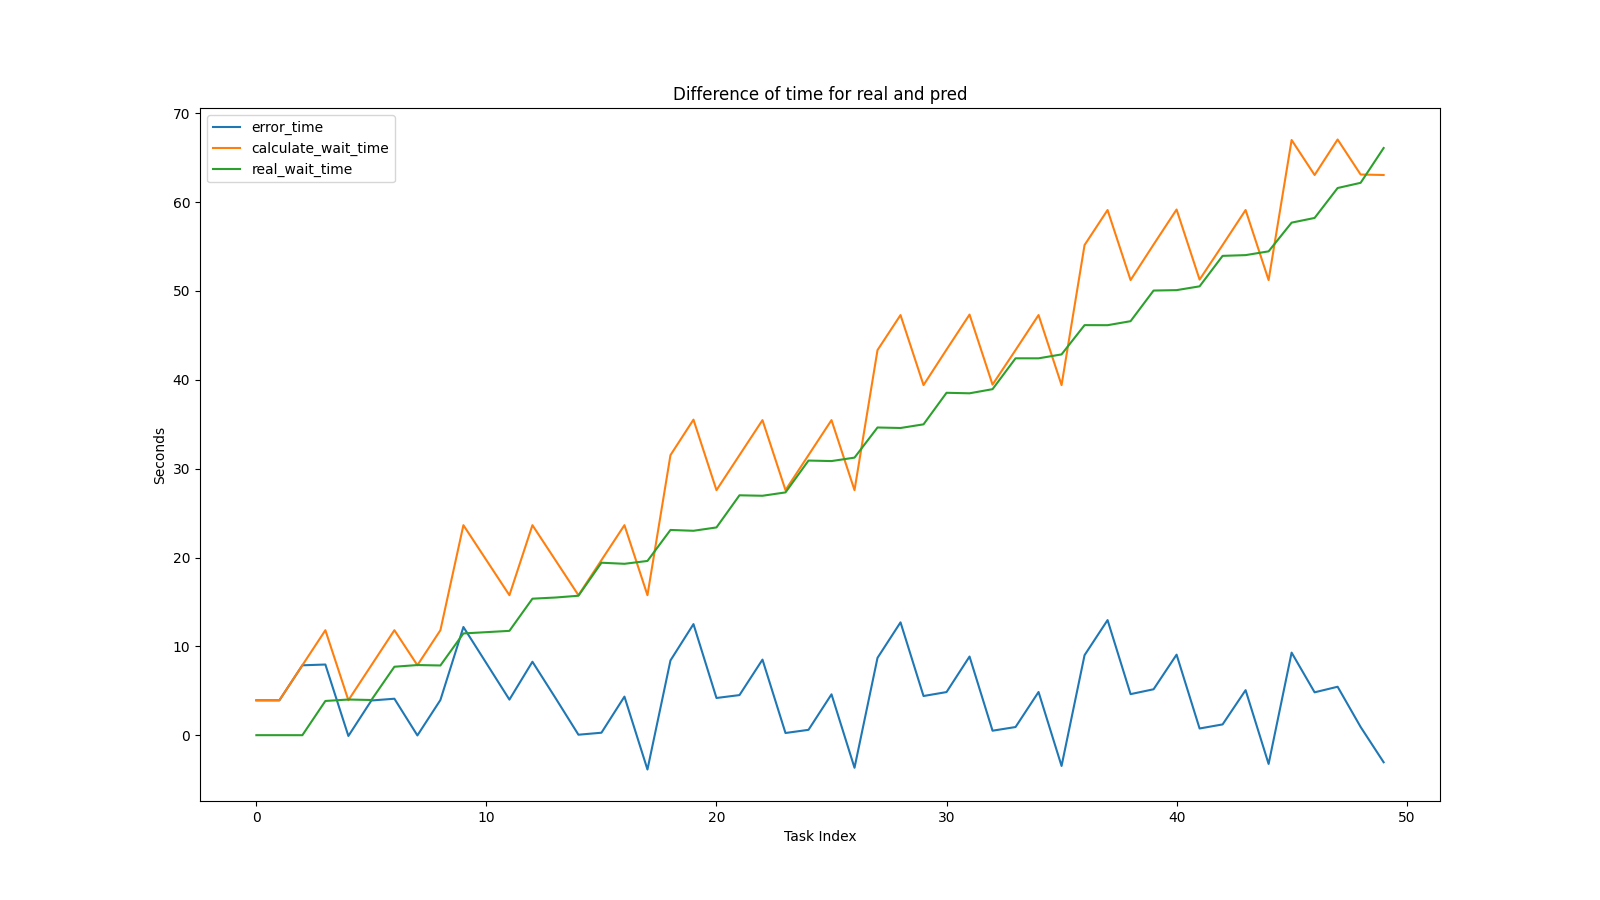 Difference of time for real and pred
error_time
calculate_wait_time
real_wait_time
70
60
50
40
30
20
10
0
Seconds
0 10 20 30 40 50
Task Index